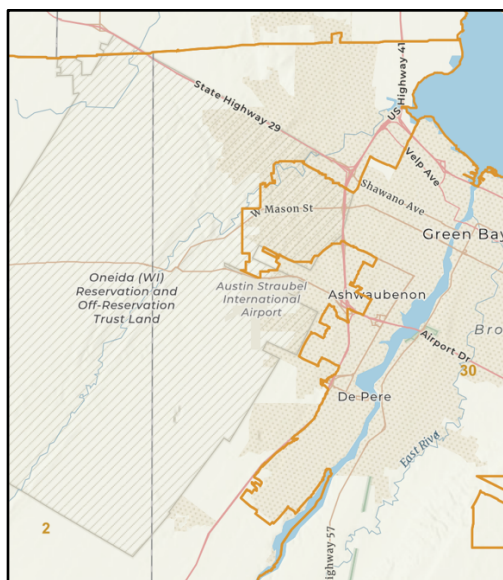 State Highway 29
US Highway 41
Velp Ave
Shawano Ave
W Mason St
Green Bay
Oneida (WI)
Reservation and
Off-Reservation
Trust Land
Austin Straubel
International
Airport
Ashwaubenon
Bro
Airport Dr
30
De Pere
East River
2
ighway 57